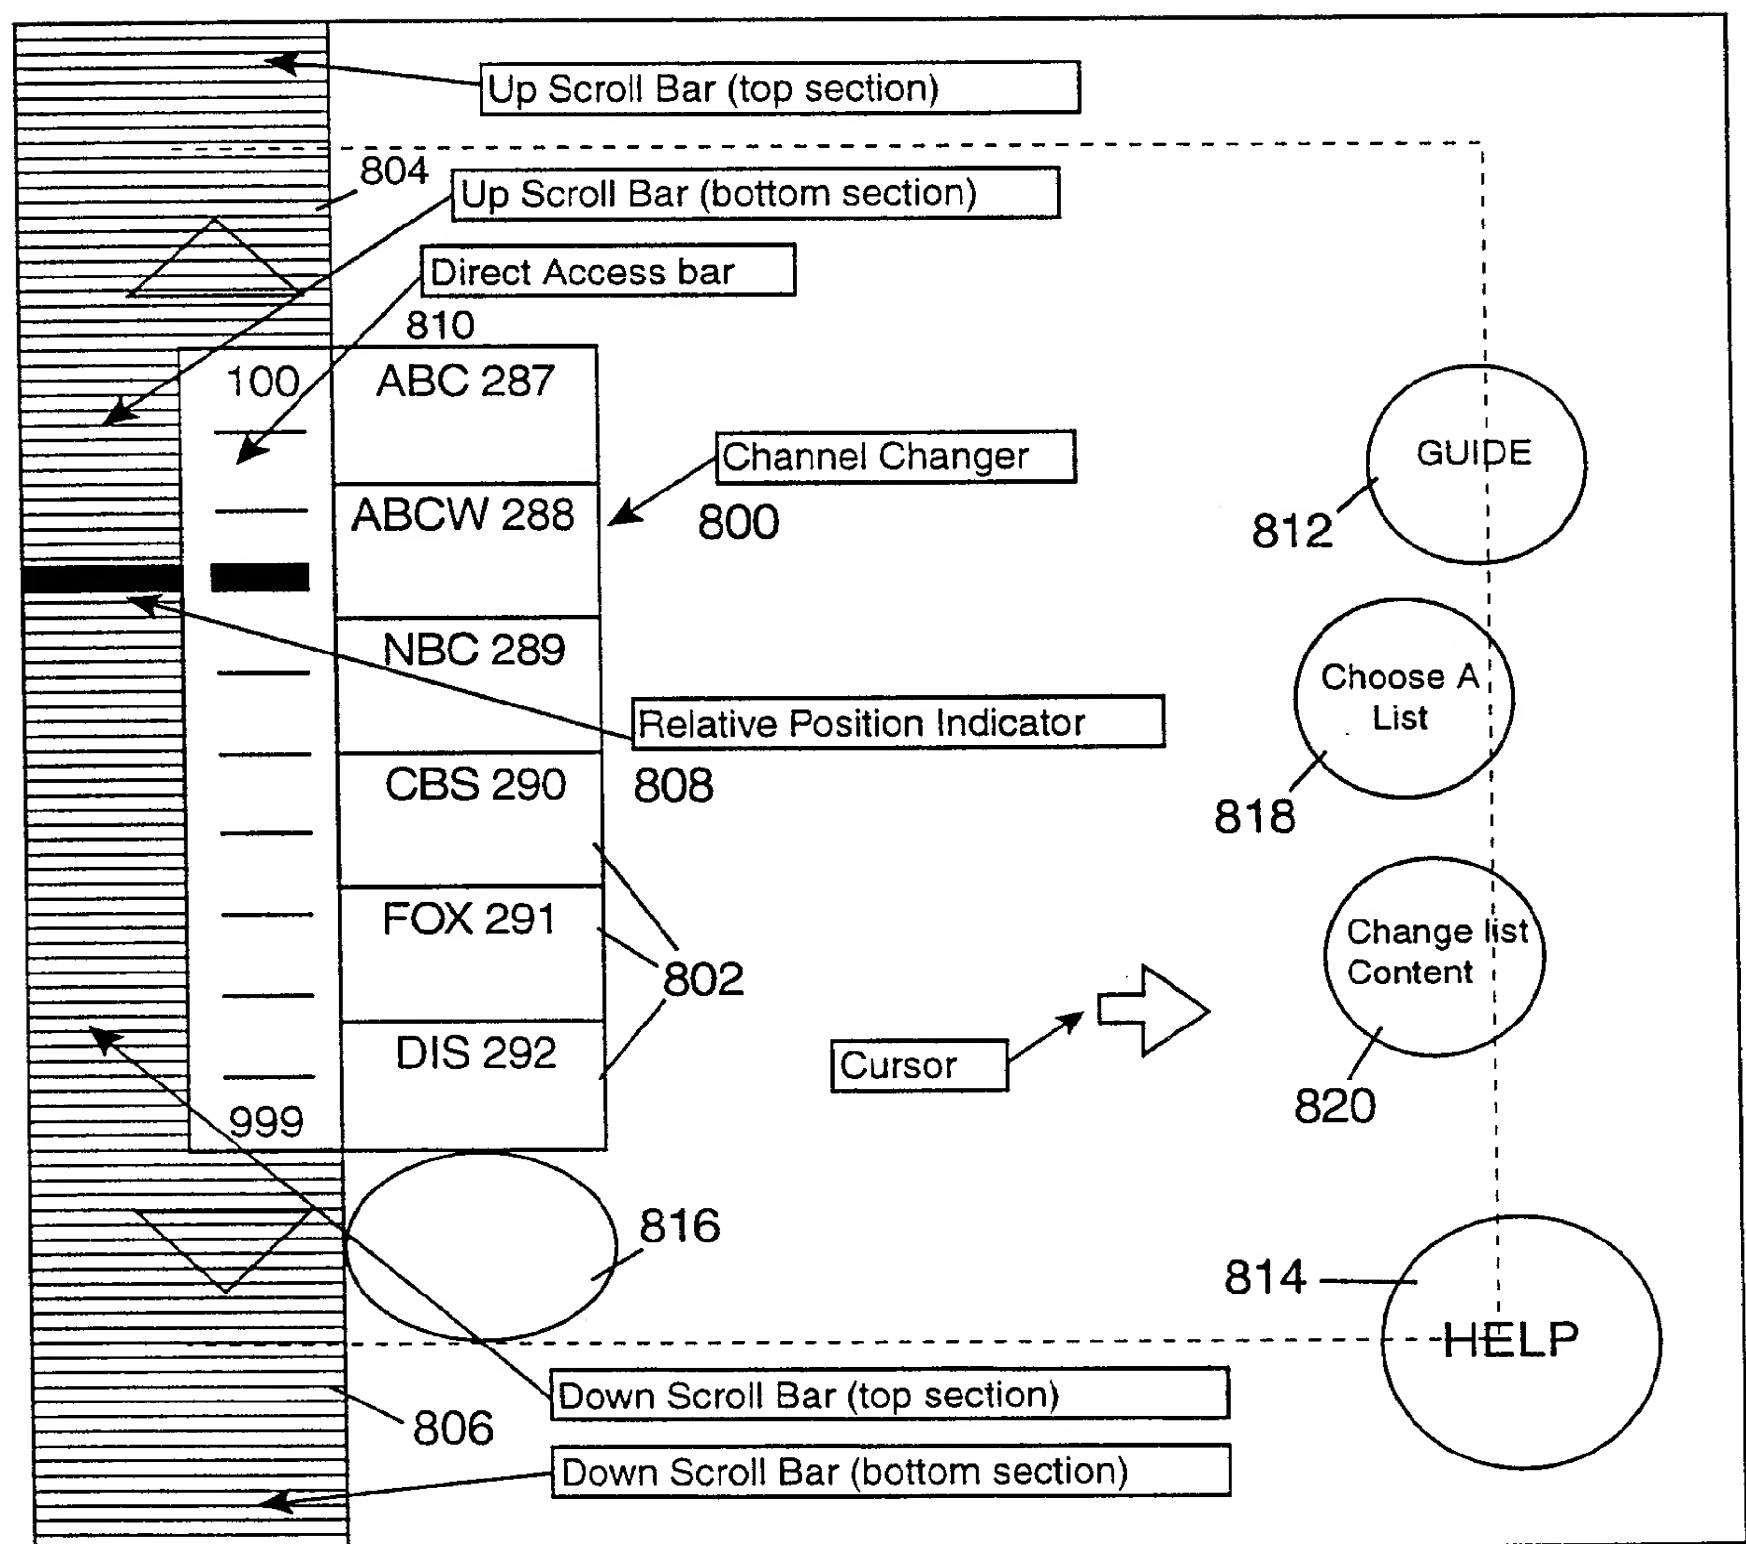 Up Scroll Bar (top section)
804
Up Scroll Bar (bottom section)
Direct Access bar
810
100
ABC 287
GUIDE
Channel Changer
ABCW 288
800
812
NBC 289
Choose A
List
Relative Position Indicator
CBS 290
808
818
FOX 291
Change list
Content
802
DIS 292
Cursor
820
999
816
814
HELP
Down Scroll Bar (top section)
806
Down Scroll Bar (bottom section)